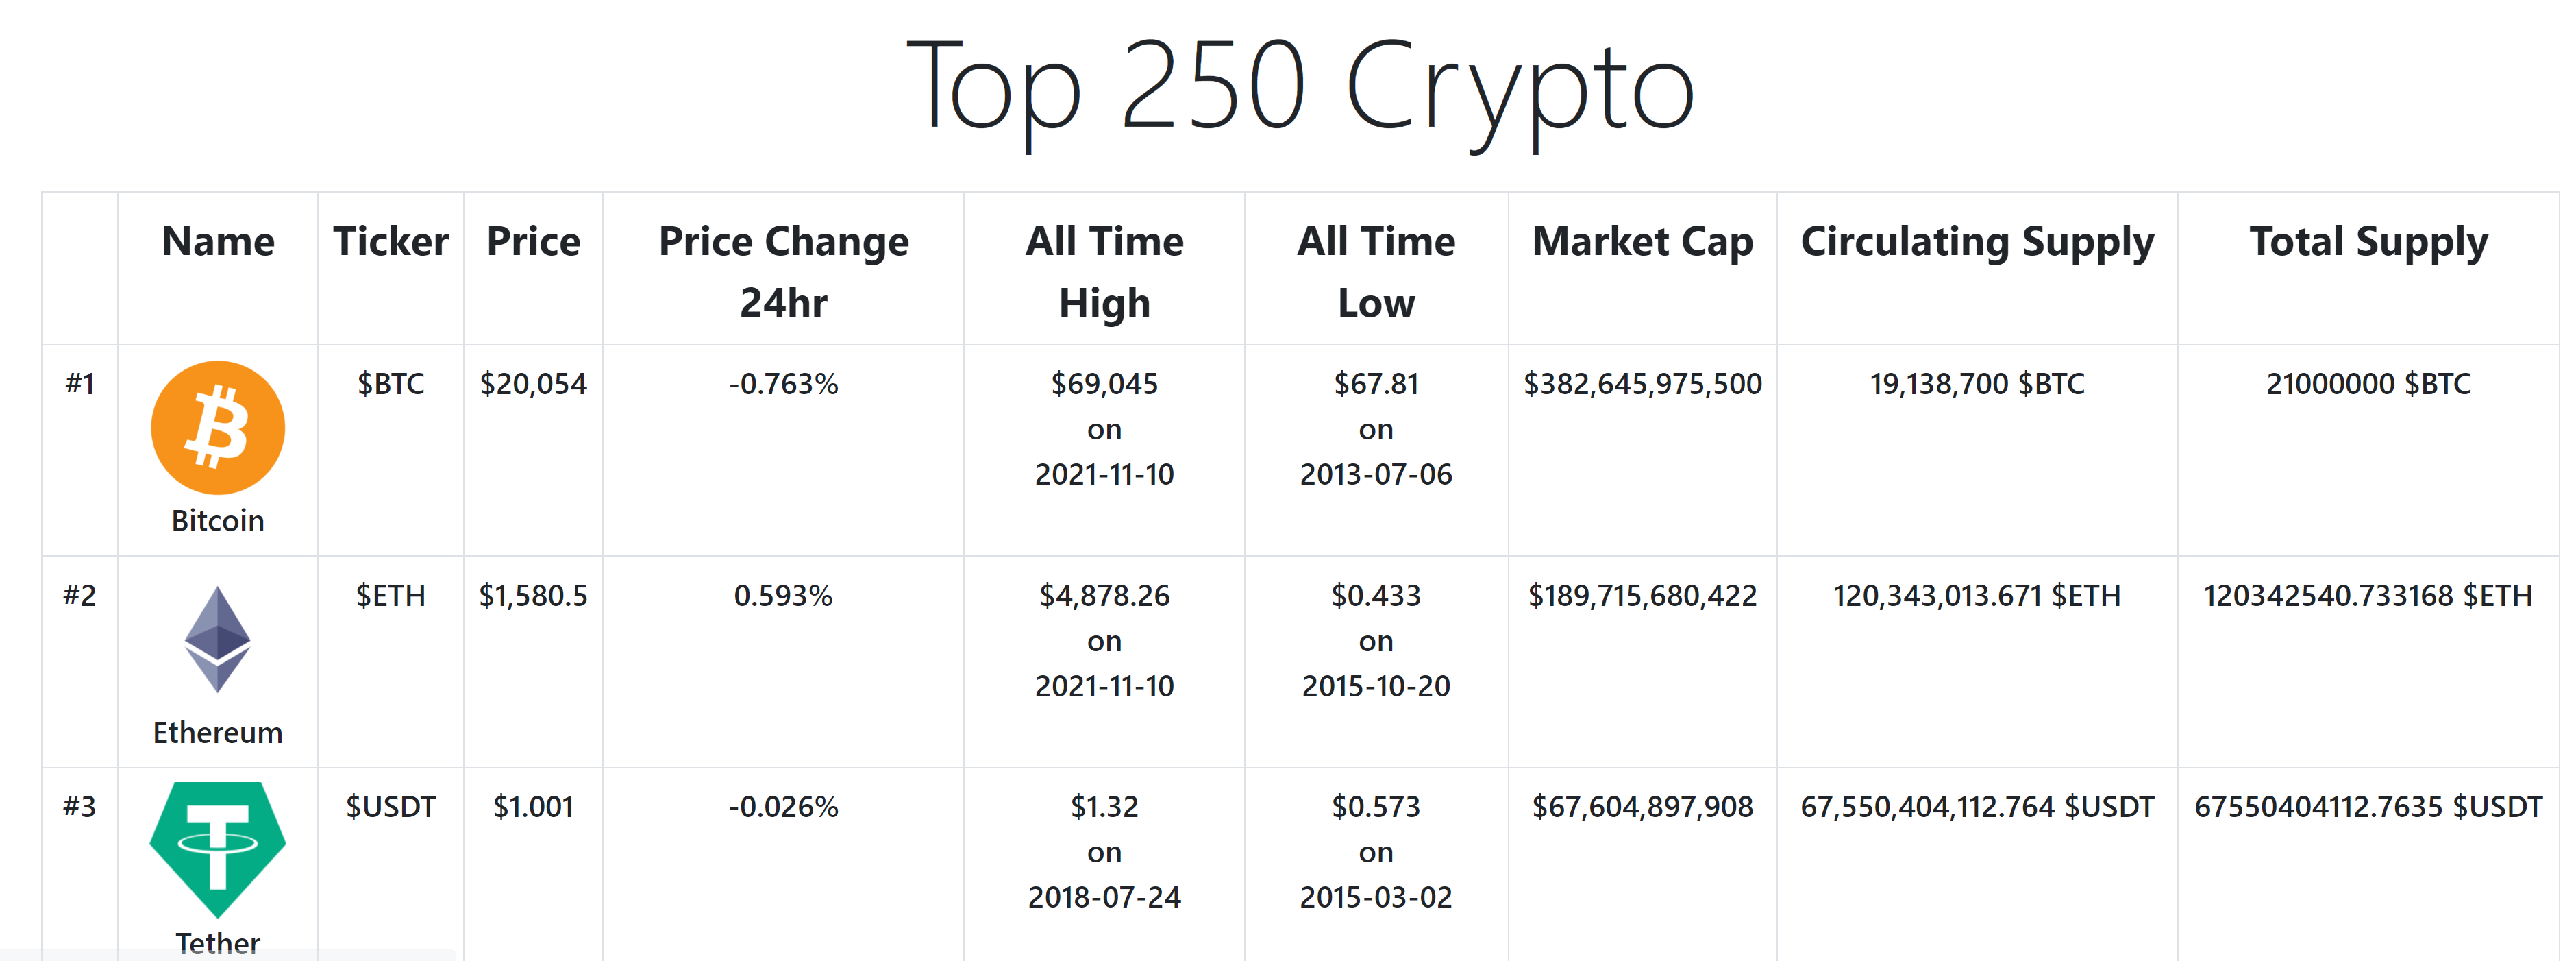 Top 250 Crypto
Name Ticker Price Price Change 24hr All Time High All Time Low Market Cap Circulating Supply Total Supply
#1 Bitcoin $BTC $20,054 -0.763% $69,045 on 2021-11-10 $67.81 on 2013-07-06 $382,645,975,500 19,138,700 $BTC 21000000 $BTC
#2 Ethereum $ETH $1,580.5 0.593% $4,878.26 on 2021-11-10 $0.433 on 2015-10-20 $189,715,680,422 120,343,013.671 $ETH 120342540.733168 $ETH
#3 Tether $USDT $1.001 -0.026% $1.32 on 2018-07-24 $0.573 on 2015-03-02 $67,604,897,908 67,550,404,112.764 $USDT 67550404112.7635 $USDT